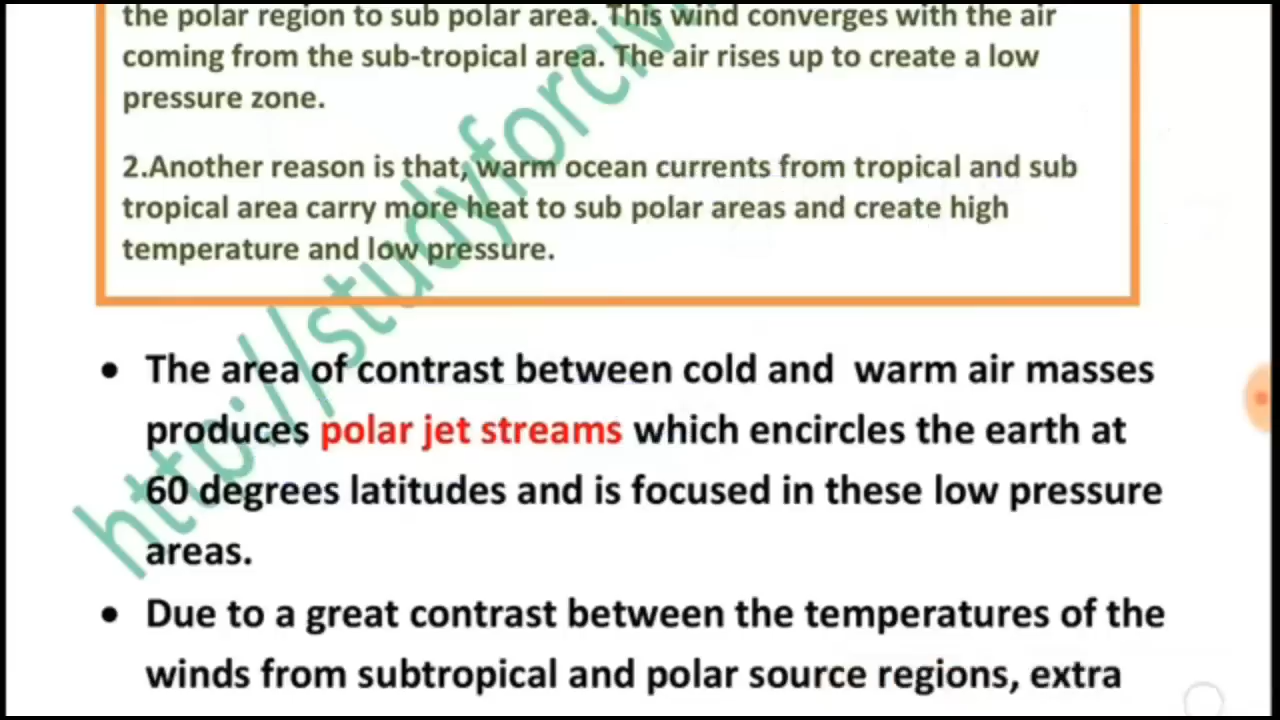 the polar region to sub polar area. This wind converges with the air
coming from the sub-tropical area. The air rises up to create a low
pressure zone.
2.Another reason is that, warm ocean currents from tropical and sub
tropical area carry more heat to sub polar areas and create high
temperature and low pressure.
The area of contrast between cold and warm air masses
produces polar jet streams which encircles the earth at
60 degrees latitudes and is focused in these low pressure
areas.
Due to a great contrast between the temperatures of the
winds from subtropical and polar source regions, extra
http://studyforcivi